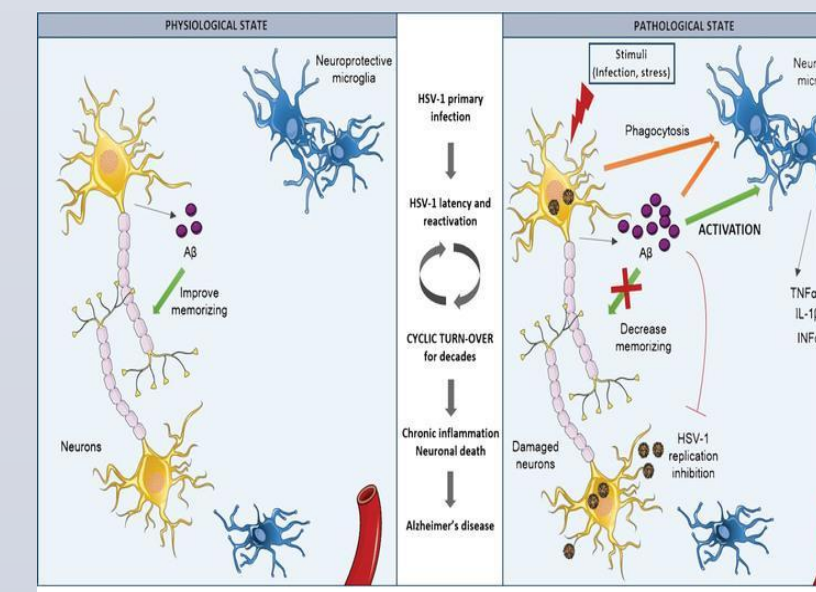 PHYSIOLOGICAL STATE
Neuroprotective
microglia
Aβ
Improve
memorizing
Neurons
HSV-1 primary
infection
HSV-1 latency and
reactivation
CYCLIC TURN-OVER
for decades
Chronic inflammation
Neuronal death
Alzheimer's disease
PATHOLOGICAL STATE
Stimuli
(Infection, stress)
Phagocytosis
Aβ
ACTIVATION
Decrease
memorizing
Damaged
neurons
HSV-1
replication
inhibition